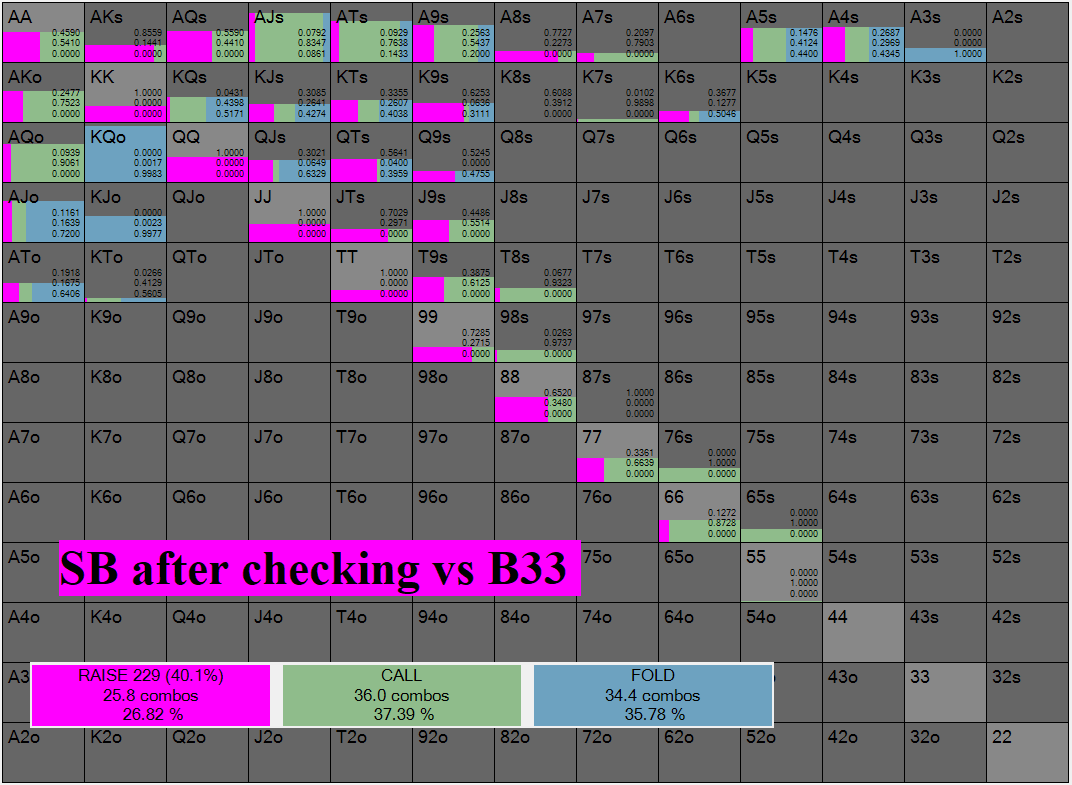 AA AKs AQs AJs ATs A9s A8s A7s A6s A5s A4s A3s A2s
0.4590 0.8559 0.5590 0.0792 0.0929 0.2563 0.7727 0.2097 0.1476 0.2687 0.0000
0.5410 0.1441 0.4410 0.8347 0.7638 0.5437 0.2273 0.7903 0.4124 0.2969 0.0000
0.0000 0.0000 0.0000 0.0861 0.1433 0.2000 0.0000 0.0000 0.4400 0.4345 1.0000
AKo KK KQs KJs KTs K9s K8s K7s K6s K5s K4s K3s K2s
0.2477 1.0000 0.0431 0.3085 0.3355 0.6253 0.6088 0.0102 0.3677
0.7523 0.0000 0.4398 0.2641 0.2607 0.0636 0.3912 0.9898 0.1277
0.0000 0.0000 0.5171 0.4274 0.4038 0.3111 0.0000 0.0000 0.5046
AQo KQo QQ QJs QTs Q9s Q8s Q7s Q6s Q5s Q4s Q3s Q2s
0.0939 0.0000 1.0000 0.3021 0.5641 0.5245
0.9061 0.0017 0.0000 0.0649 0.0400 0.0000
0.0000 0.9983 0.0000 0.6329 0.3959 0.4755
AJo KJo QJo JJ JTs J9s J8s J7s J6s J5s J4s J3s J2s
0.1161 0.0000 1.0000 0.7029 0.4486
0.1639 0.0023 0.0000 0.2971 0.5514
0.7200 0.9977 0.0000 0.0000 0.0000
ATo KTo QTo JTo TT T9s T8s T7s T6s T5s T4s T3s T2s
0.1918 0.0266 1.0000 0.3875 0.0677
0.1675 0.4129 0.0000 0.6125 0.9323
0.6406 0.5605 0.0000 0.0000 0.0000
A9o K9o Q9o J9o T9o 99 98s 97s 96s 95s 94s 93s 92s
0.7285 0.0263
0.2715 0.9737
0.0000 0.0000
A8o K8o Q8o J8o T8o 98o 88 87s 86s 85s 84s 83s 82s
0.6520 1.0000
0.3480 0.0000
0.0000 0.0000
A7o K7o Q7o J7o T7o 97o 87o 77 76s 75s 74s 73s 72s
0.3361 0.0000
0.6639 1.0000
0.0000 0.0000
A6o K6o Q6o J6o T6o 96o 86o 76o 66 65s 64s 63s 62s
0.1272 0.0000
0.8728 1.0000
0.0000 0.0000
A5o 75o 65o 55 54s 53s 52s
SB after checking vs B33
0.0000
1.0000
0.0000
A4o K4o Q4o J4o T4o 94o 84o 74o 64o 54o 44 43s 42s
A3 43o 33 32s
RAISE 229 (40.1%) CALL FOLD
25.8 combos 36.0 combos 34.4 combos
26.82 % 37.39 % 35.78 %
A2o K2o Q2o J2o T2o 92o 82o 72o 62o 52o 42o 32o 22